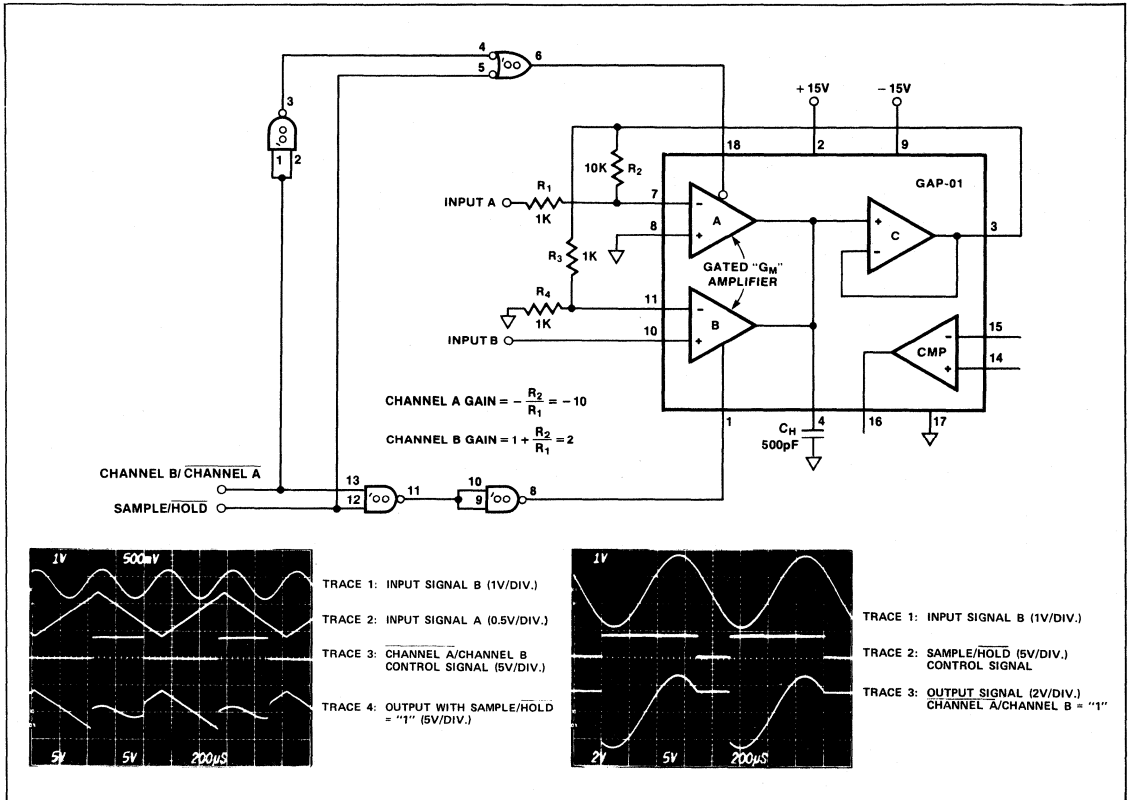 4
5
6
'00
3
'00
1 2
+ 15V
- 15V
18
2
9
10K R2
GAP-01
INPUT A
R1
1K
7
-
A
8
+
+
C
-
3
R3
1K
GATED "GM"
AMPLIFIER
R4
1K
11
-
B
10
+
INPUT B
-
15
CMP
+
14
CHANNEL A GAIN = - R2/R1 = -10
CHANNEL B GAIN = 1 + R2/R1 = 2
1
CH
500pF
4
16
17
CHANNEL B/CHANNEL A
SAMPLE/HOLD
13
12
'00
11
10
9
'00
8
1V 500mV
5V 5V 200µS
TRACE 1: INPUT SIGNAL B (1V/DIV.)
TRACE 2: INPUT SIGNAL A (0.5V/DIV.)
TRACE 3: CHANNEL A/CHANNEL B
CONTROL SIGNAL (5V/DIV.)
TRACE 4: OUTPUT WITH SAMPLE/HOLD
= "1" (5V/DIV.)
1V
2V 5V 200µS
TRACE 1: INPUT SIGNAL B (1V/DIV.)
TRACE 2: SAMPLE/HOLD (5V/DIV.)
CONTROL SIGNAL
TRACE 3: OUTPUT SIGNAL (2V/DIV.)
CHANNEL A/CHANNEL B = "1"